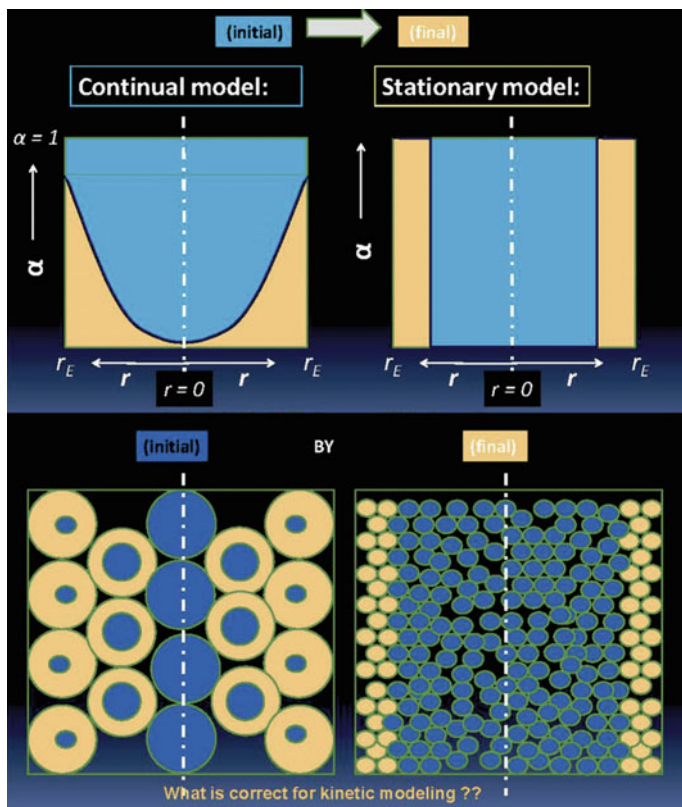 (initial) (final)
Continual model: Stationary model:
α = 1
α α
r_E r r r_E r r r_E
r = 0 r = 0
(initial) BY (final)
What is correct for kinetic modeling ??